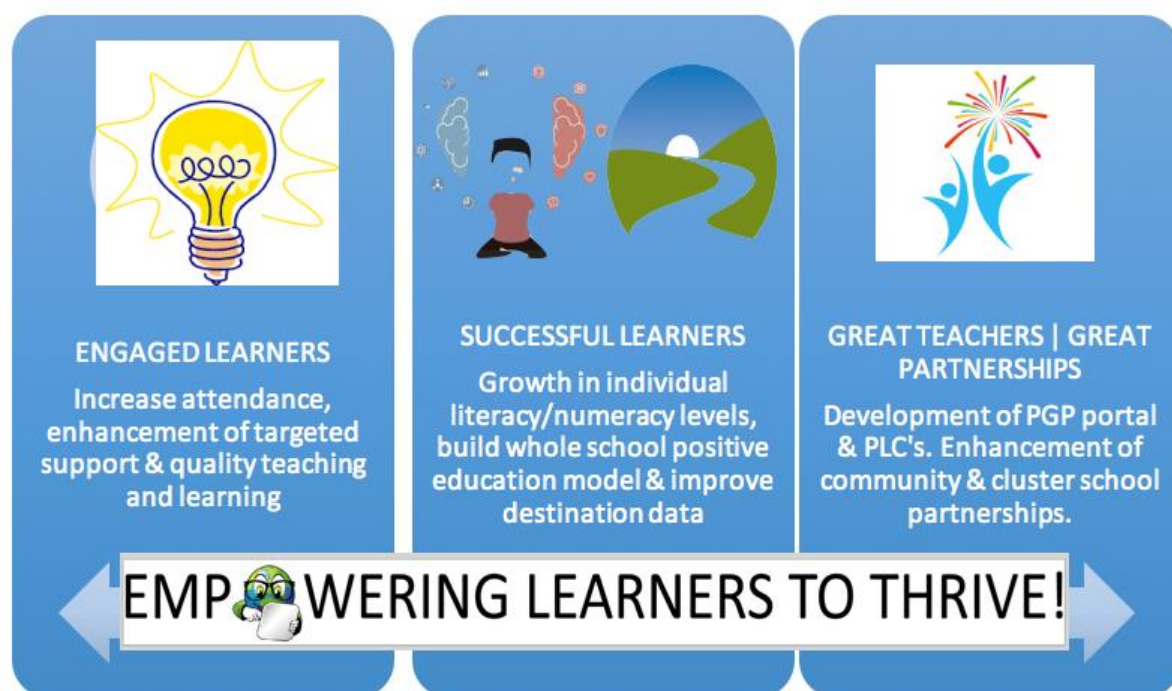 ENGAGED LEARNERS
Increase attendance,
enhancement of targeted
support & quality teaching
and learning
SUCCESSFUL LEARNERS
Growth in individual
literacy/numeracy levels,
build whole school positive
education model & improve
destination data
GREAT TEACHERS | GREAT
PARTNERSHIPS
Development of PGP portal
& PLC's. Enhancement of
community & cluster school
partnerships.
EMPOWERING LEARNERS TO THRIVE!